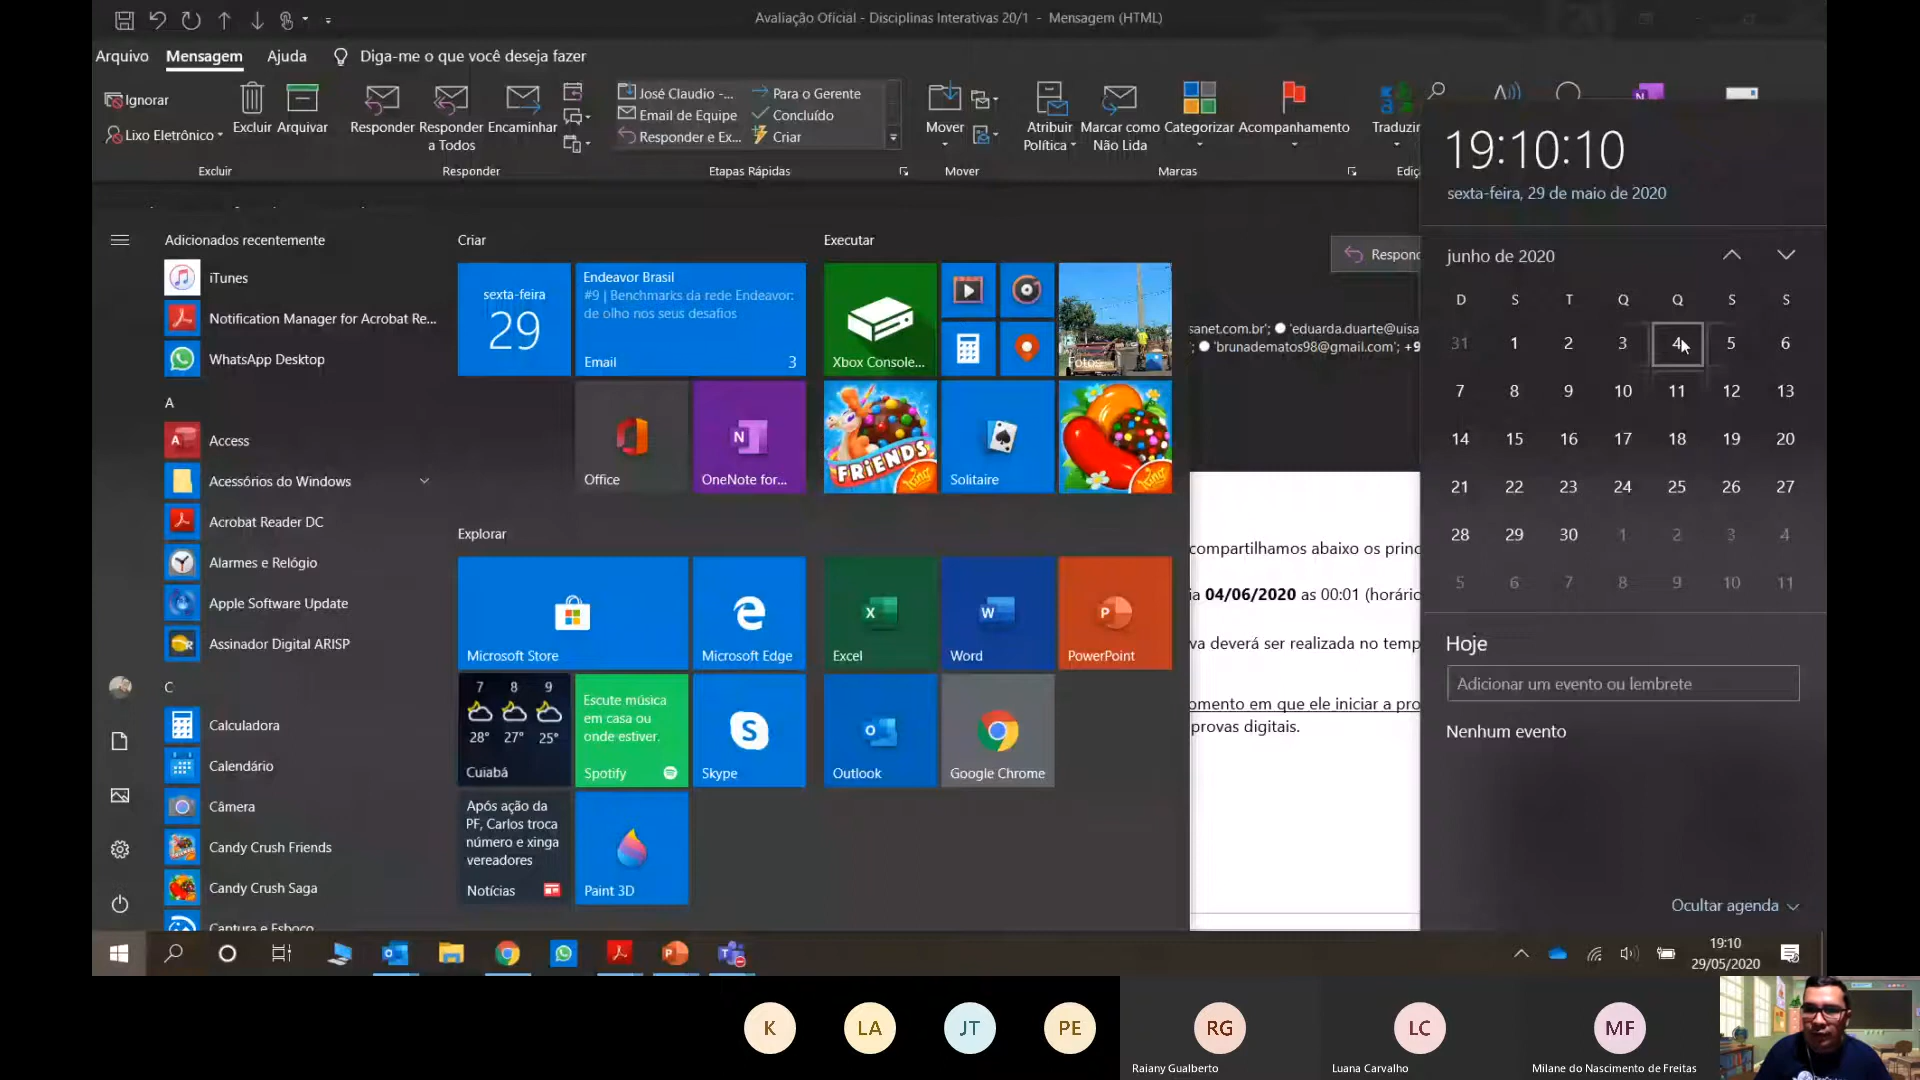 Avaliação Oficial - Disciplinas Interativas 20/1 - Mensagem (HTML)
Arquivo Mensagem Ajuda Diga-me o que você deseja fazer
Ignorar
Lixo Eletrônico
Excluir Arquivar
Excluir
Responder
Responder a Todos
Encaminhar
Responder
José Claudio -...
Email de Equipe
Responder e Ex...
Para o Gerente
Concluído
Criar
Etapas Rápidas
Mover
Mover
Atribuir Política
Marcar como Não Lida
Categorizar
Acompanhamento
Marcas
Traduzir
Ediç
19:10:10
sexta-feira, 29 de maio de 2020
junho de 2020
D S T Q Q S S
31 1 2 3 4 5 6
7 8 9 10 11 12 13
14 15 16 17 18 19 20
21 22 23 24 25 26 27
28 29 30 1 2 3 4
5 6 7 8 9 10 11
Hoje
Adicionar um evento ou lembrete
Nenhum evento
Ocultar agenda
Adicionados recentemente
iTunes
Notification Manager for Acrobat Re...
WhatsApp Desktop
A
Access
Acessórios do Windows
Acrobat Reader DC
Alarmes e Relógio
Apple Software Update
Assinador Digital ARISP
C
Calculadora
Calendário
Câmera
Candy Crush Friends
Candy Crush Saga
Captura e Esboço
Criar
sexta-feira
29
Endeavor Brasil
#9 | Benchmarks da rede Endeavor:
de olho nos seus desafios
Email 3
Office
OneNote for...
Explorar
Microsoft Store
Microsoft Edge
7 8 9
28° 27° 25°
Cuiabá
Escute música
em casa ou
onde estiver.
Spotify
Skype
Após ação da
PF, Carlos troca
número e xinga
vereadores
Notícias
Paint 3D
Executar
Xbox Console...
Fotos
FRIENDS
King
Solitaire
King
Excel
Word
PowerPoint
Outlook
Google Chrome
Respond
sanet.com.br'; 'eduarda.duarte@uisa
; 'brunadematos98@gmail.com'; +9
compartilhamos abaixo os princ
ia 04/06/2020 as 00:01 (horário
va deverá ser realizada no temp
omento em que ele iniciar a pro
provas digitais.
19:10
29/05/2020
K LA JT PE RG LC MF
Raiany Gualberto
Luana Carvalho
Milane do Nascimento de Freitas